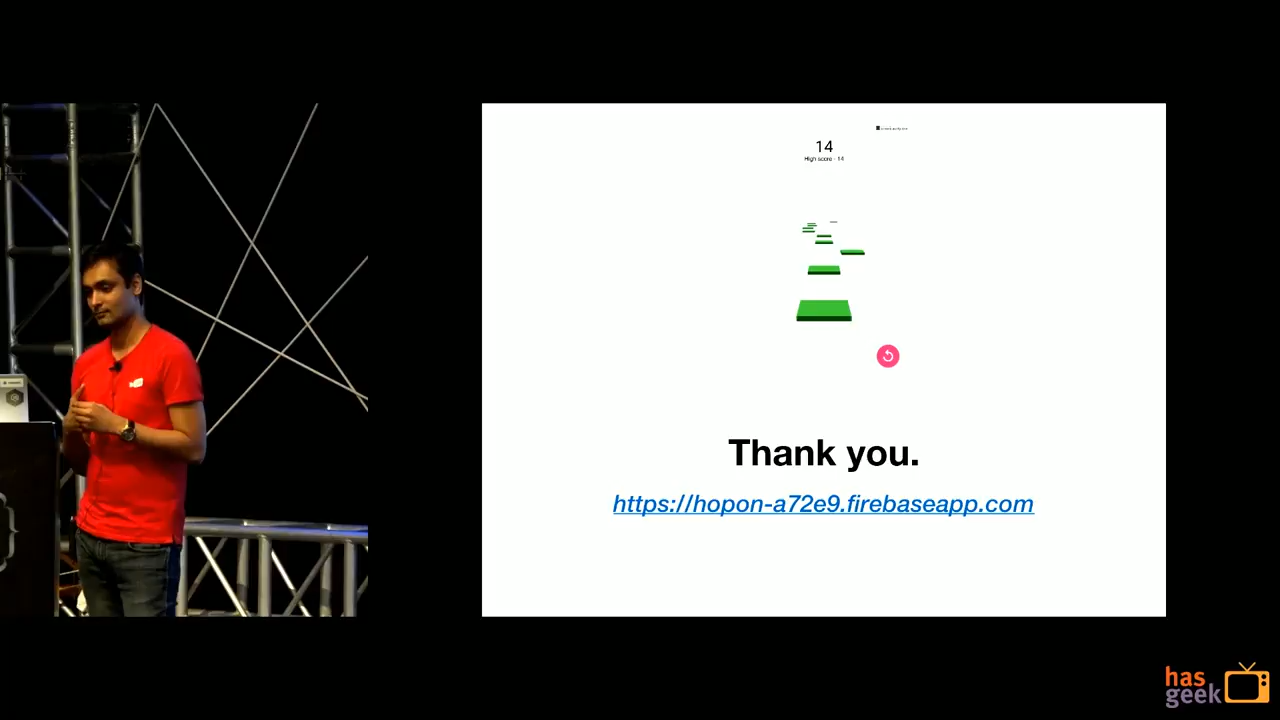 14
High score - 14
Thank you.
https://hopon-a72e9.firebaseapp.com
has
geek